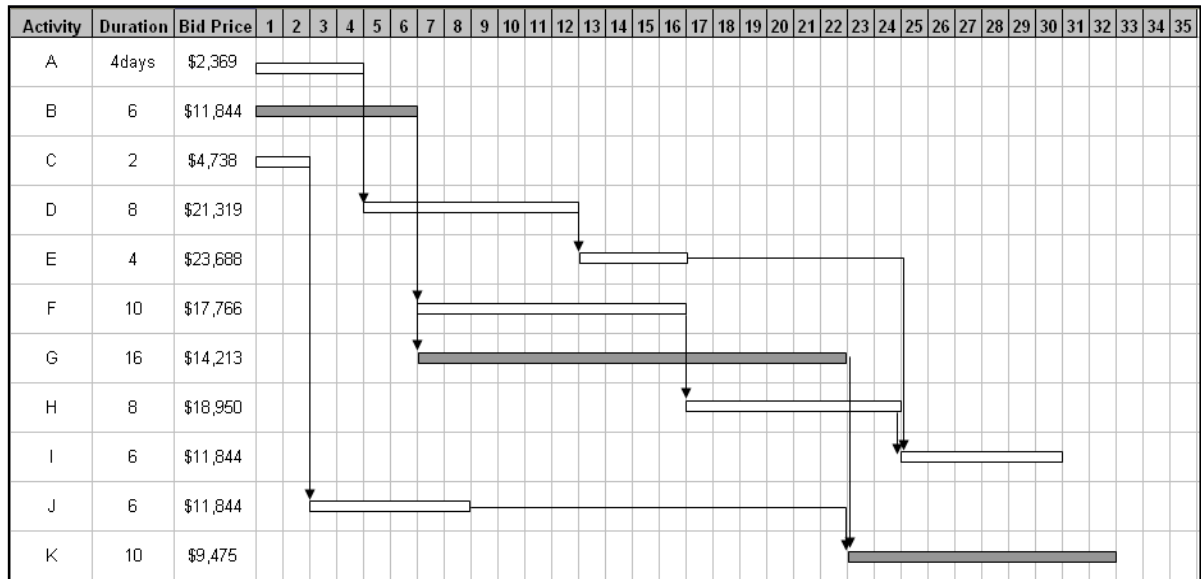 Activity Duration Bid Price 1 2 3 4 5 6 7 8 9 10 11 12 13 14 15 16 17 18 19 20 21 22 23 24 25 26 27 28 29 30 31 32 33 34 35
A 4days $2,369
B 6 $11,844
C 2 $4,738
D 8 $21,319
E 4 $23,688
F 10 $17,766
G 16 $14,213
H 8 $18,950
I 6 $11,844
J 6 $11,844
K 10 $9,475